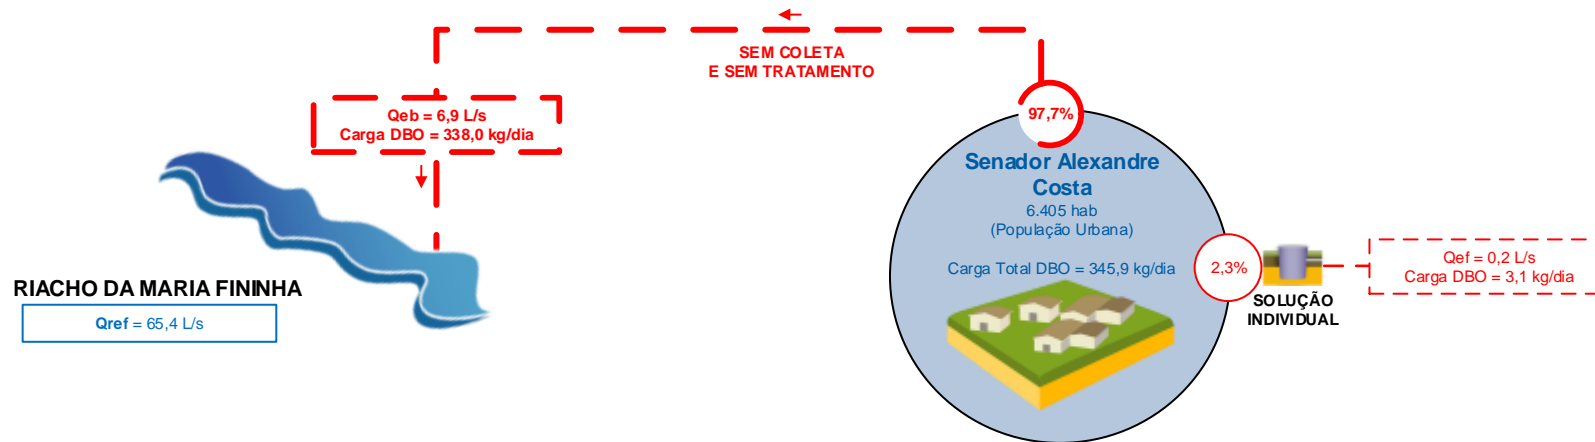 SEM COLETA
E SEM TRATAMENTO
Qeb = 6,9 L/s
Carga DBO = 338,0 kg/dia
97,7%
Senador Alexandre
Costa
6.405 hab
(População Urbana)
Carga Total DBO = 345,9 kg/dia
2,3%
SOLUÇÃO
INDIVIDUAL
Qef = 0,2 L/s
Carga DBO = 3,1 kg/dia
RIACHO DA MARIA FININHA
Qref = 65,4 L/s